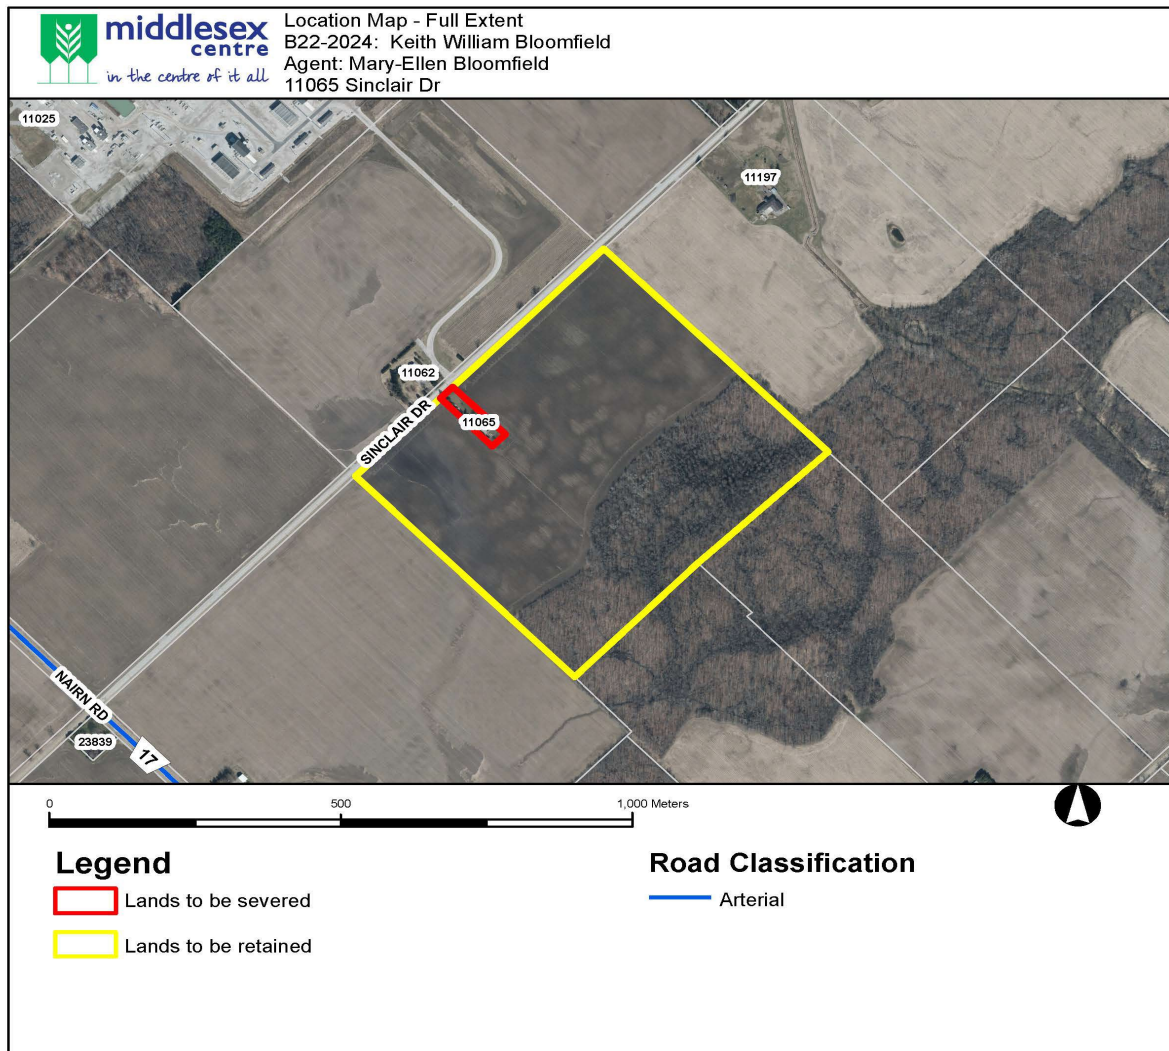 middlesex
centre
in the centre of it all
Location Map - Full Extent
B22-2024: Keith William Bloomfield
Agent: Mary-Ellen Bloomfield
11065 Sinclair Dr
11025
11197
11062
11065
SINCLAIR DR
NAIRN RD
23839
17
0 500 1,000 Meters
Legend
Lands to be severed
Lands to be retained
Road Classification
Arterial